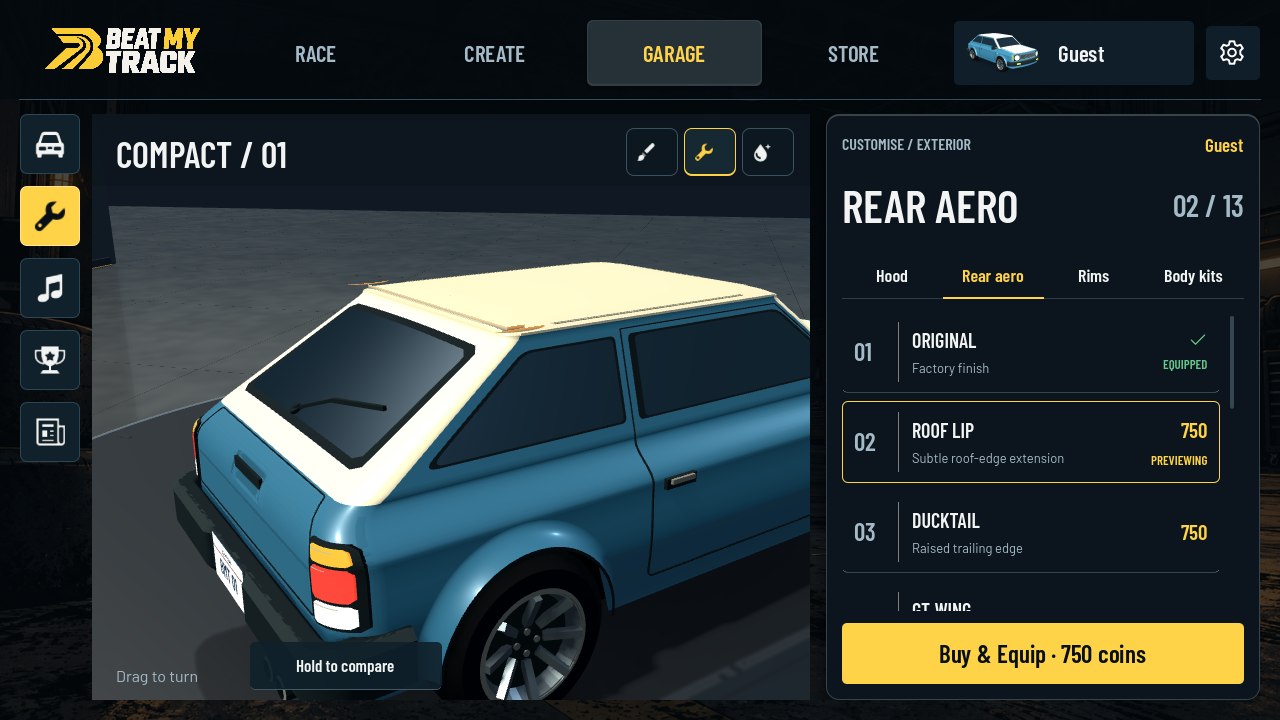 BEAT MY TRACK
RACE
CREATE
GARAGE
STORE
Guest
COMPACT / 01
CUSTOMISE / EXTERIOR
Guest
REAR AERO
02 / 13
Hood
Rear aero
Rims
Body kits
01
ORIGINAL
Factory finish
EQUIPPED
02
ROOF LIP
Subtle roof-edge extension
750
PREVIEWING
03
DUCKTAIL
Raised trailing edge
750
GT WING
Hold to compare
Drag to turn
Buy & Equip · 750 coins